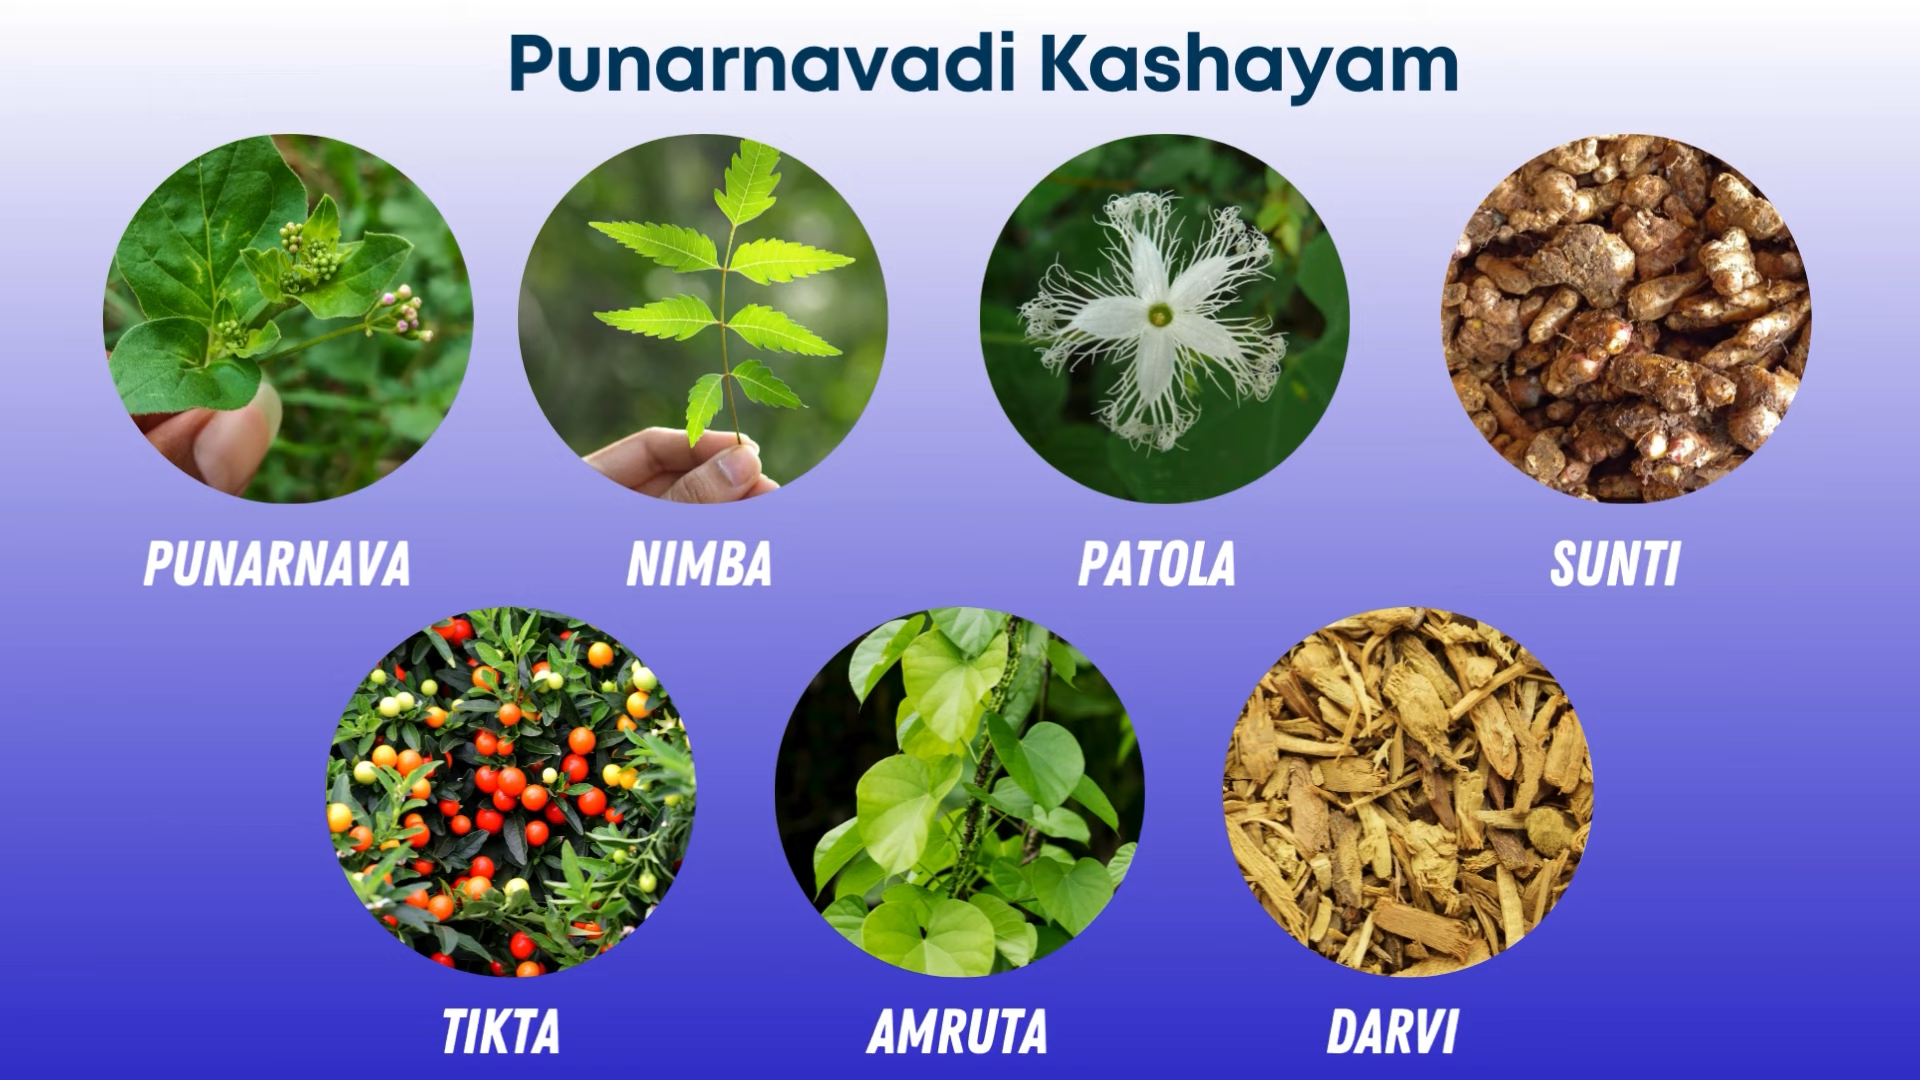 Punarnavadi Kashayam
PUNARNAVA
NIMBA
PATOLA
SUNTI
TIKTA
AMRUTA
DARVI